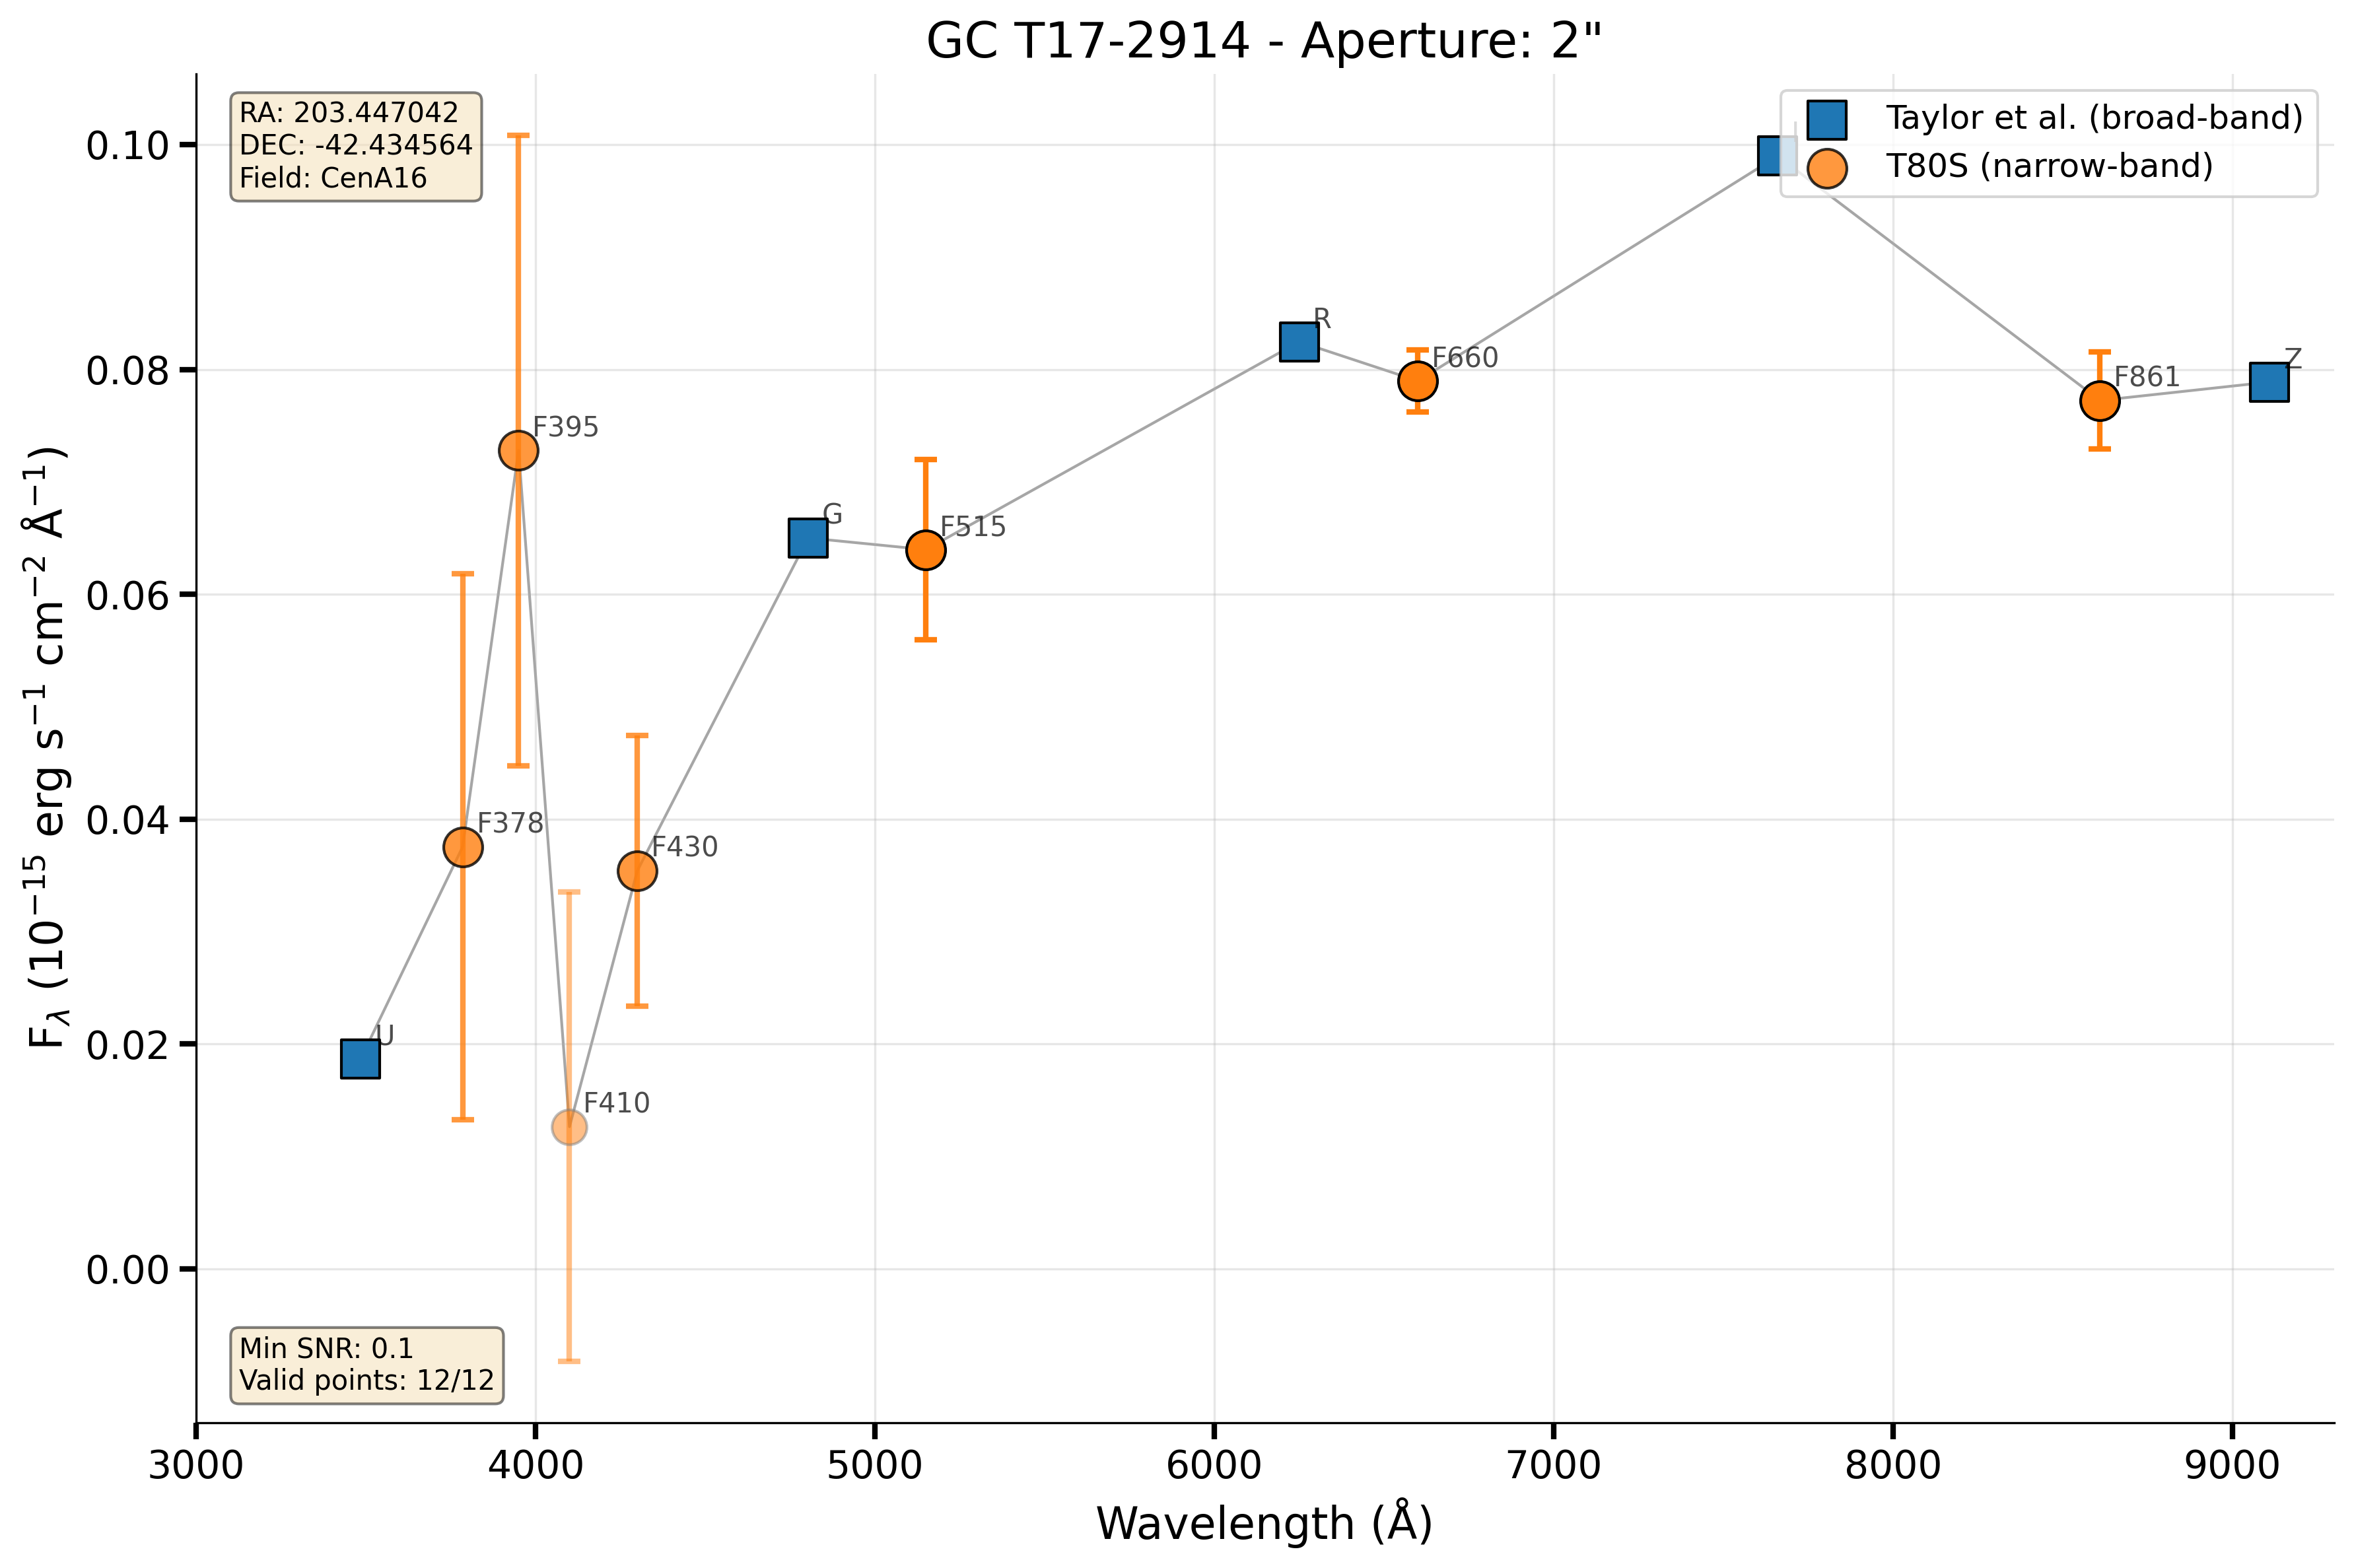 GC T17-2914 - Aperture: 2"
RA: 203.447042
DEC: -42.434564
Field: CenA16
Taylor et al. (broad-band)
T80S (narrow-band)
0.10
0.08
0.06
0.04
0.02
0.00
F_λ (10⁻¹⁵ erg s⁻¹ cm⁻² Å⁻¹)
U
F378
F395
F410
F430
G
F515
R
F660
F861
Z
Min SNR: 0.1
Valid points: 12/12
3000 4000 5000 6000 7000 8000 9000
Wavelength (Å)